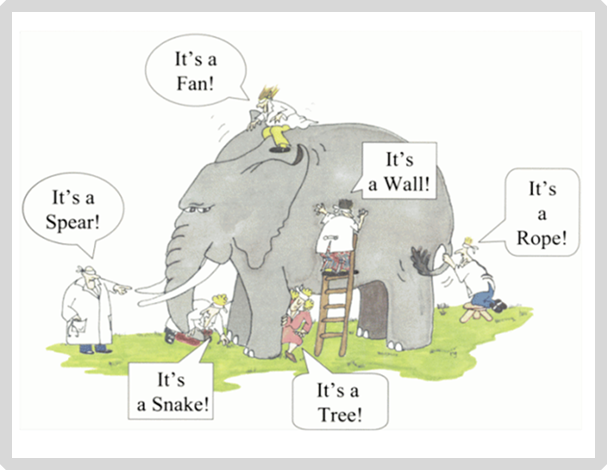 It's a
Fan!
It's
a Wall!
It's
a
Rope!
It's a
Spear!
It's
a Snake!
It's a
Tree!